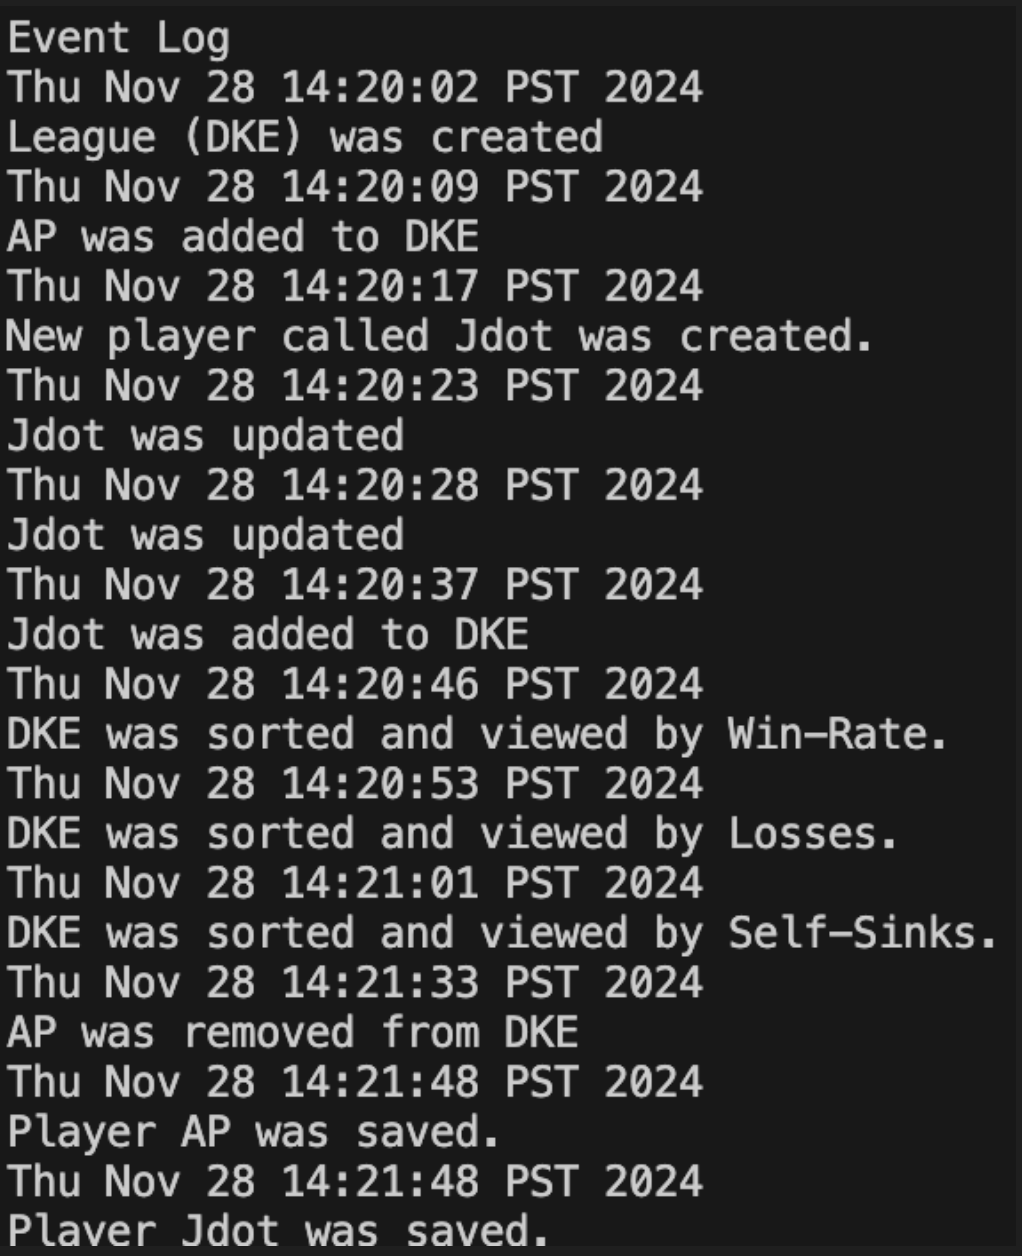 Event Log
Thu Nov 28 14:20:02 PST 2024
League (DKE) was created
Thu Nov 28 14:20:09 PST 2024
AP was added to DKE
Thu Nov 28 14:20:17 PST 2024
New player called Jdot was created.
Thu Nov 28 14:20:23 PST 2024
Jdot was updated
Thu Nov 28 14:20:28 PST 2024
Jdot was updated
Thu Nov 28 14:20:37 PST 2024
Jdot was added to DKE
Thu Nov 28 14:20:46 PST 2024
DKE was sorted and viewed by Win-Rate.
Thu Nov 28 14:20:53 PST 2024
DKE was sorted and viewed by Losses.
Thu Nov 28 14:21:01 PST 2024
DKE was sorted and viewed by Self-Sinks.
Thu Nov 28 14:21:33 PST 2024
AP was removed from DKE
Thu Nov 28 14:21:48 PST 2024
Player AP was saved.
Thu Nov 28 14:21:48 PST 2024
Player Jdot was saved.